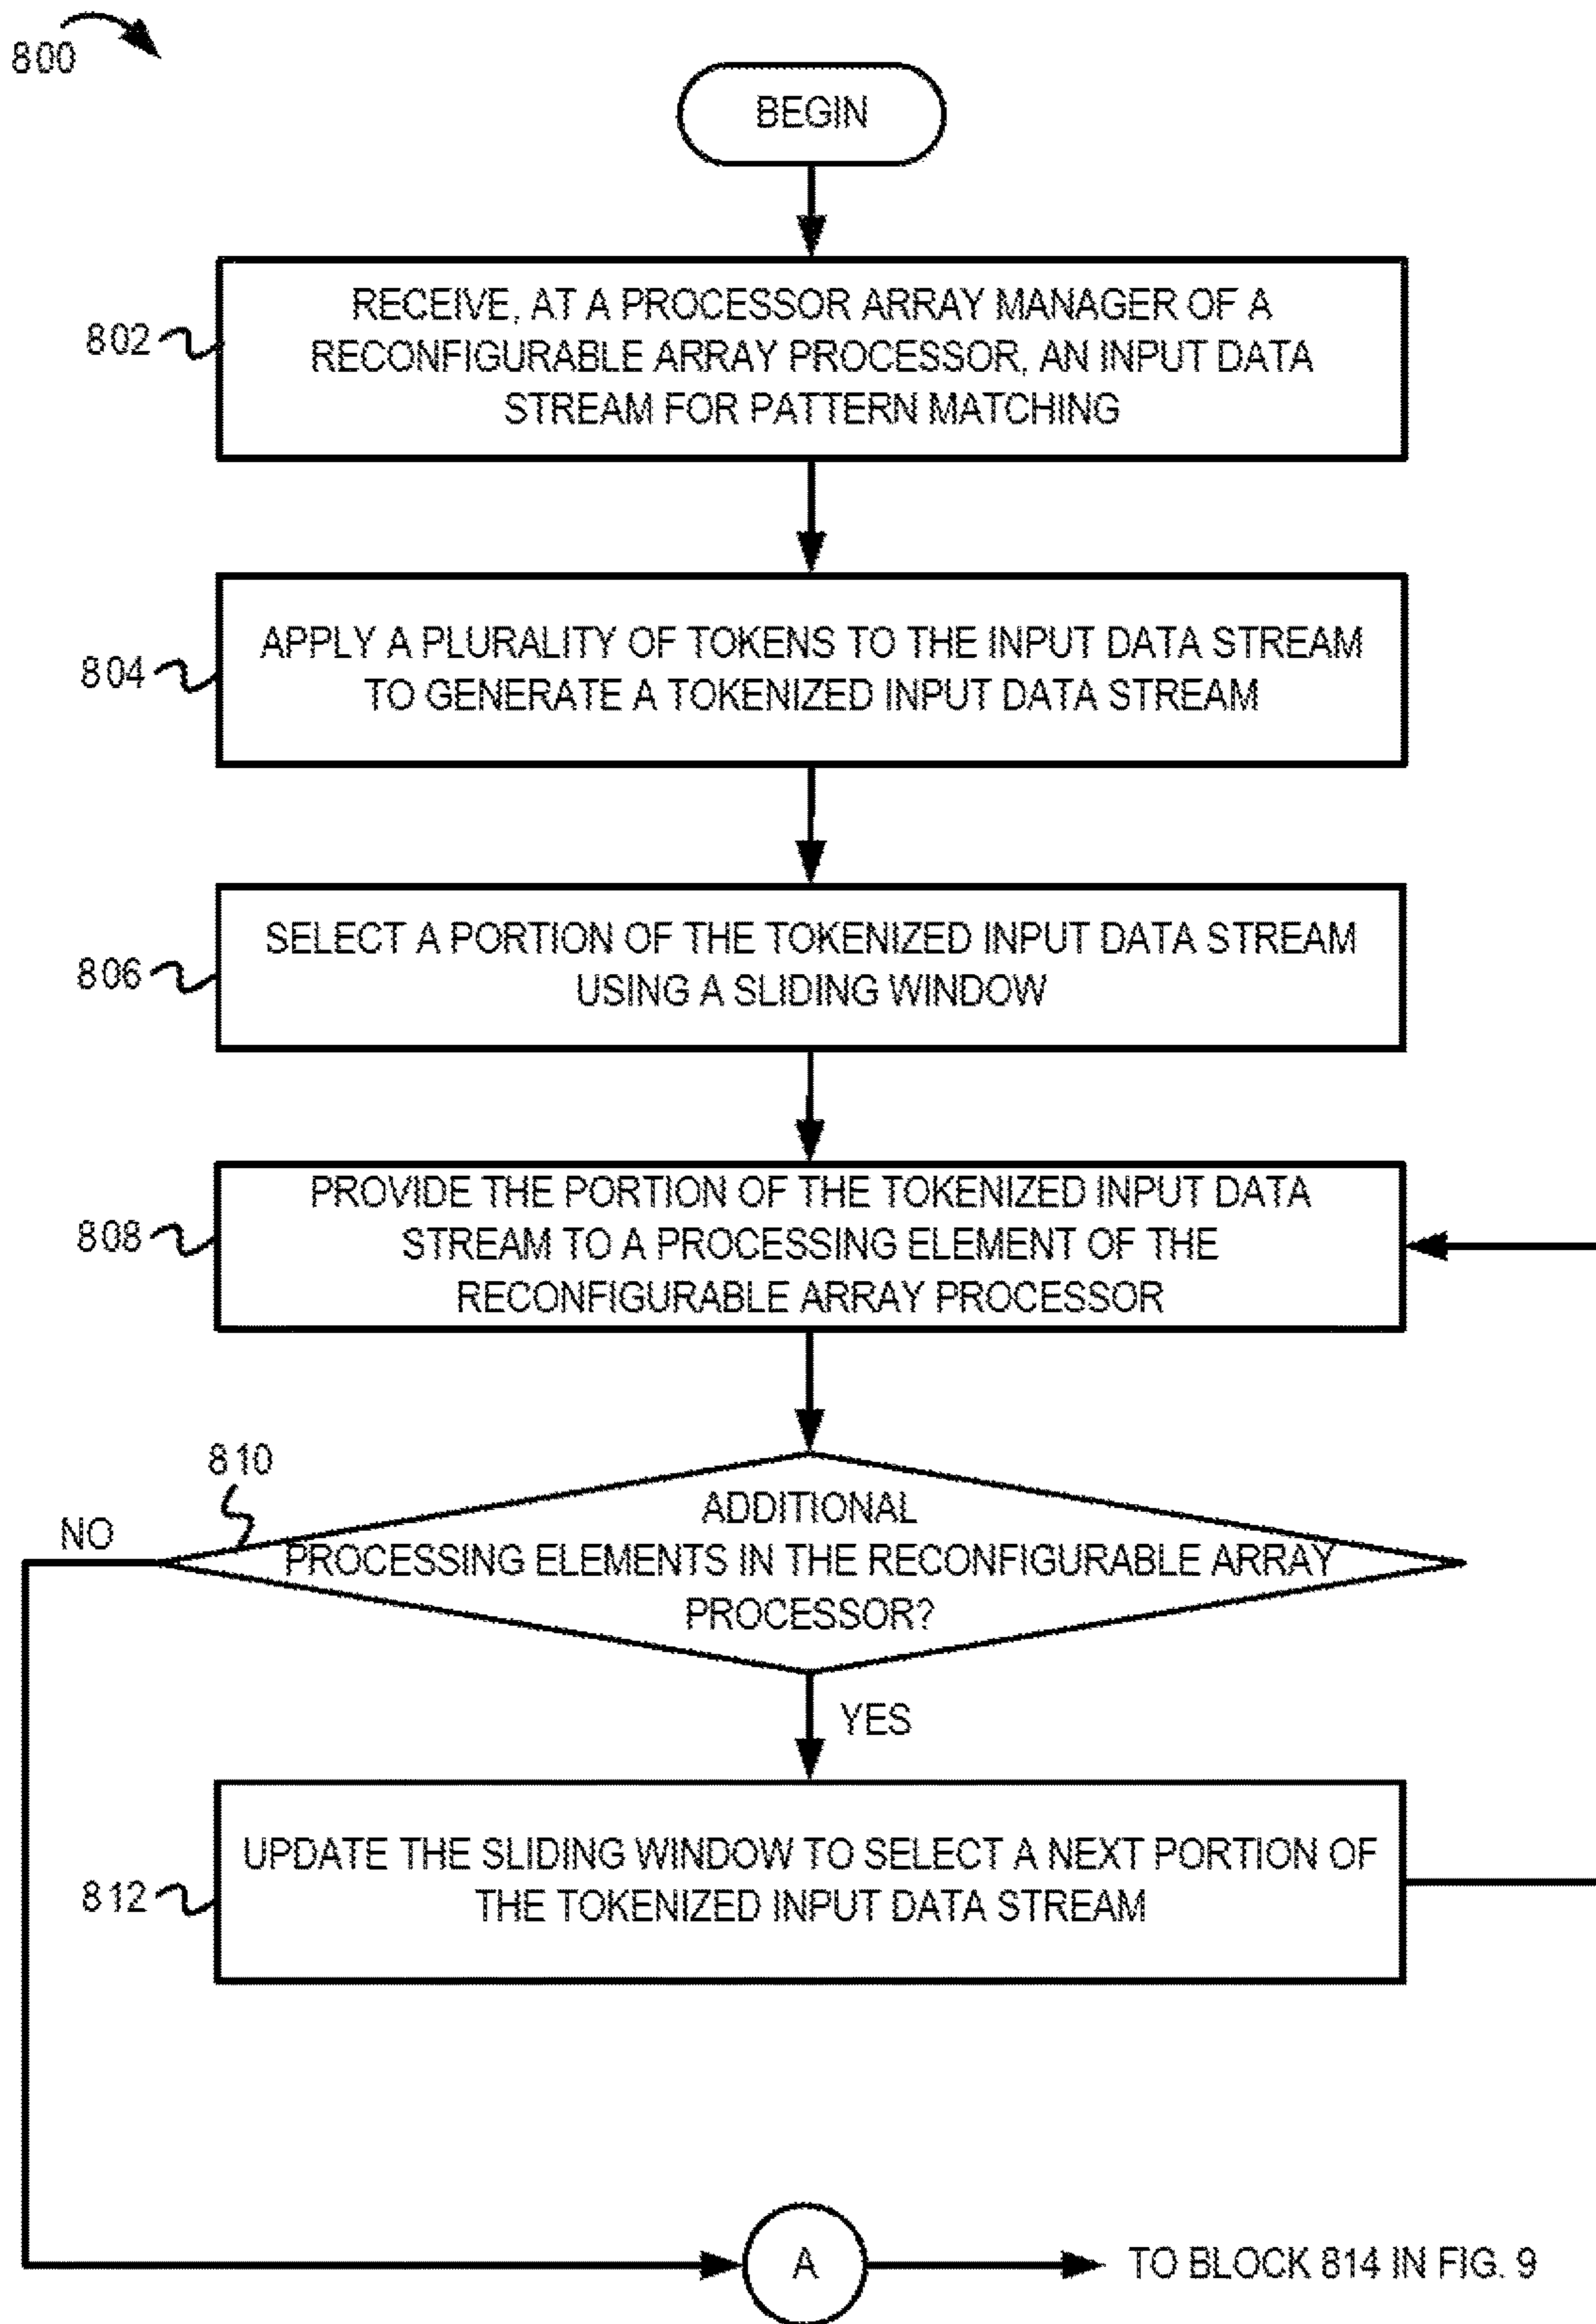 800
BEGIN
802
RECEIVE, AT A PROCESSOR ARRAY MANAGER OF A
RECONFIGURABLE ARRAY PROCESSOR, AN INPUT DATA
STREAM FOR PATTERN MATCHING
804
APPLY A PLURALITY OF TOKENS TO THE INPUT DATA STREAM
TO GENERATE A TOKENIZED INPUT DATA STREAM
806
SELECT A PORTION OF THE TOKENIZED INPUT DATA STREAM
USING A SLIDING WINDOW
808
PROVIDE THE PORTION OF THE TOKENIZED INPUT DATA
STREAM TO A PROCESSING ELEMENT OF THE
RECONFIGURABLE ARRAY PROCESSOR
810
NO
ADDITIONAL
PROCESSING ELEMENTS IN THE RECONFIGURABLE ARRAY
PROCESSOR?
YES
812
UPDATE THE SLIDING WINDOW TO SELECT A NEXT PORTION OF
THE TOKENIZED INPUT DATA STREAM
A
TO BLOCK 814 IN FIG. 9